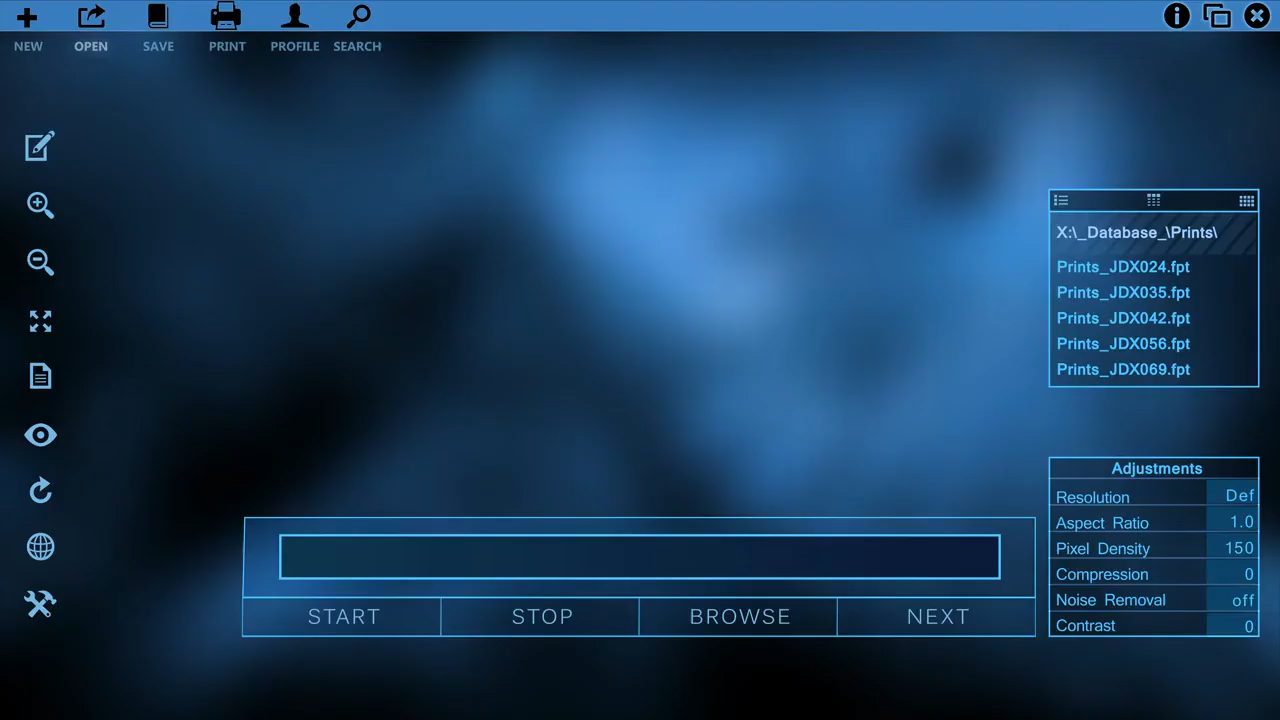 NEW OPEN SAVE PRINT PROFILE SEARCH
X:\_Database_\Prints\
Prints_JDX024.fpt
Prints_JDX035.fpt
Prints_JDX042.fpt
Prints_JDX056.fpt
Prints_JDX069.fpt
Adjustments
Resolution Def
Aspect Ratio 1.0
Pixel Density 150
Compression 0
Noise Removal off
Contrast 0
START STOP BROWSE NEXT